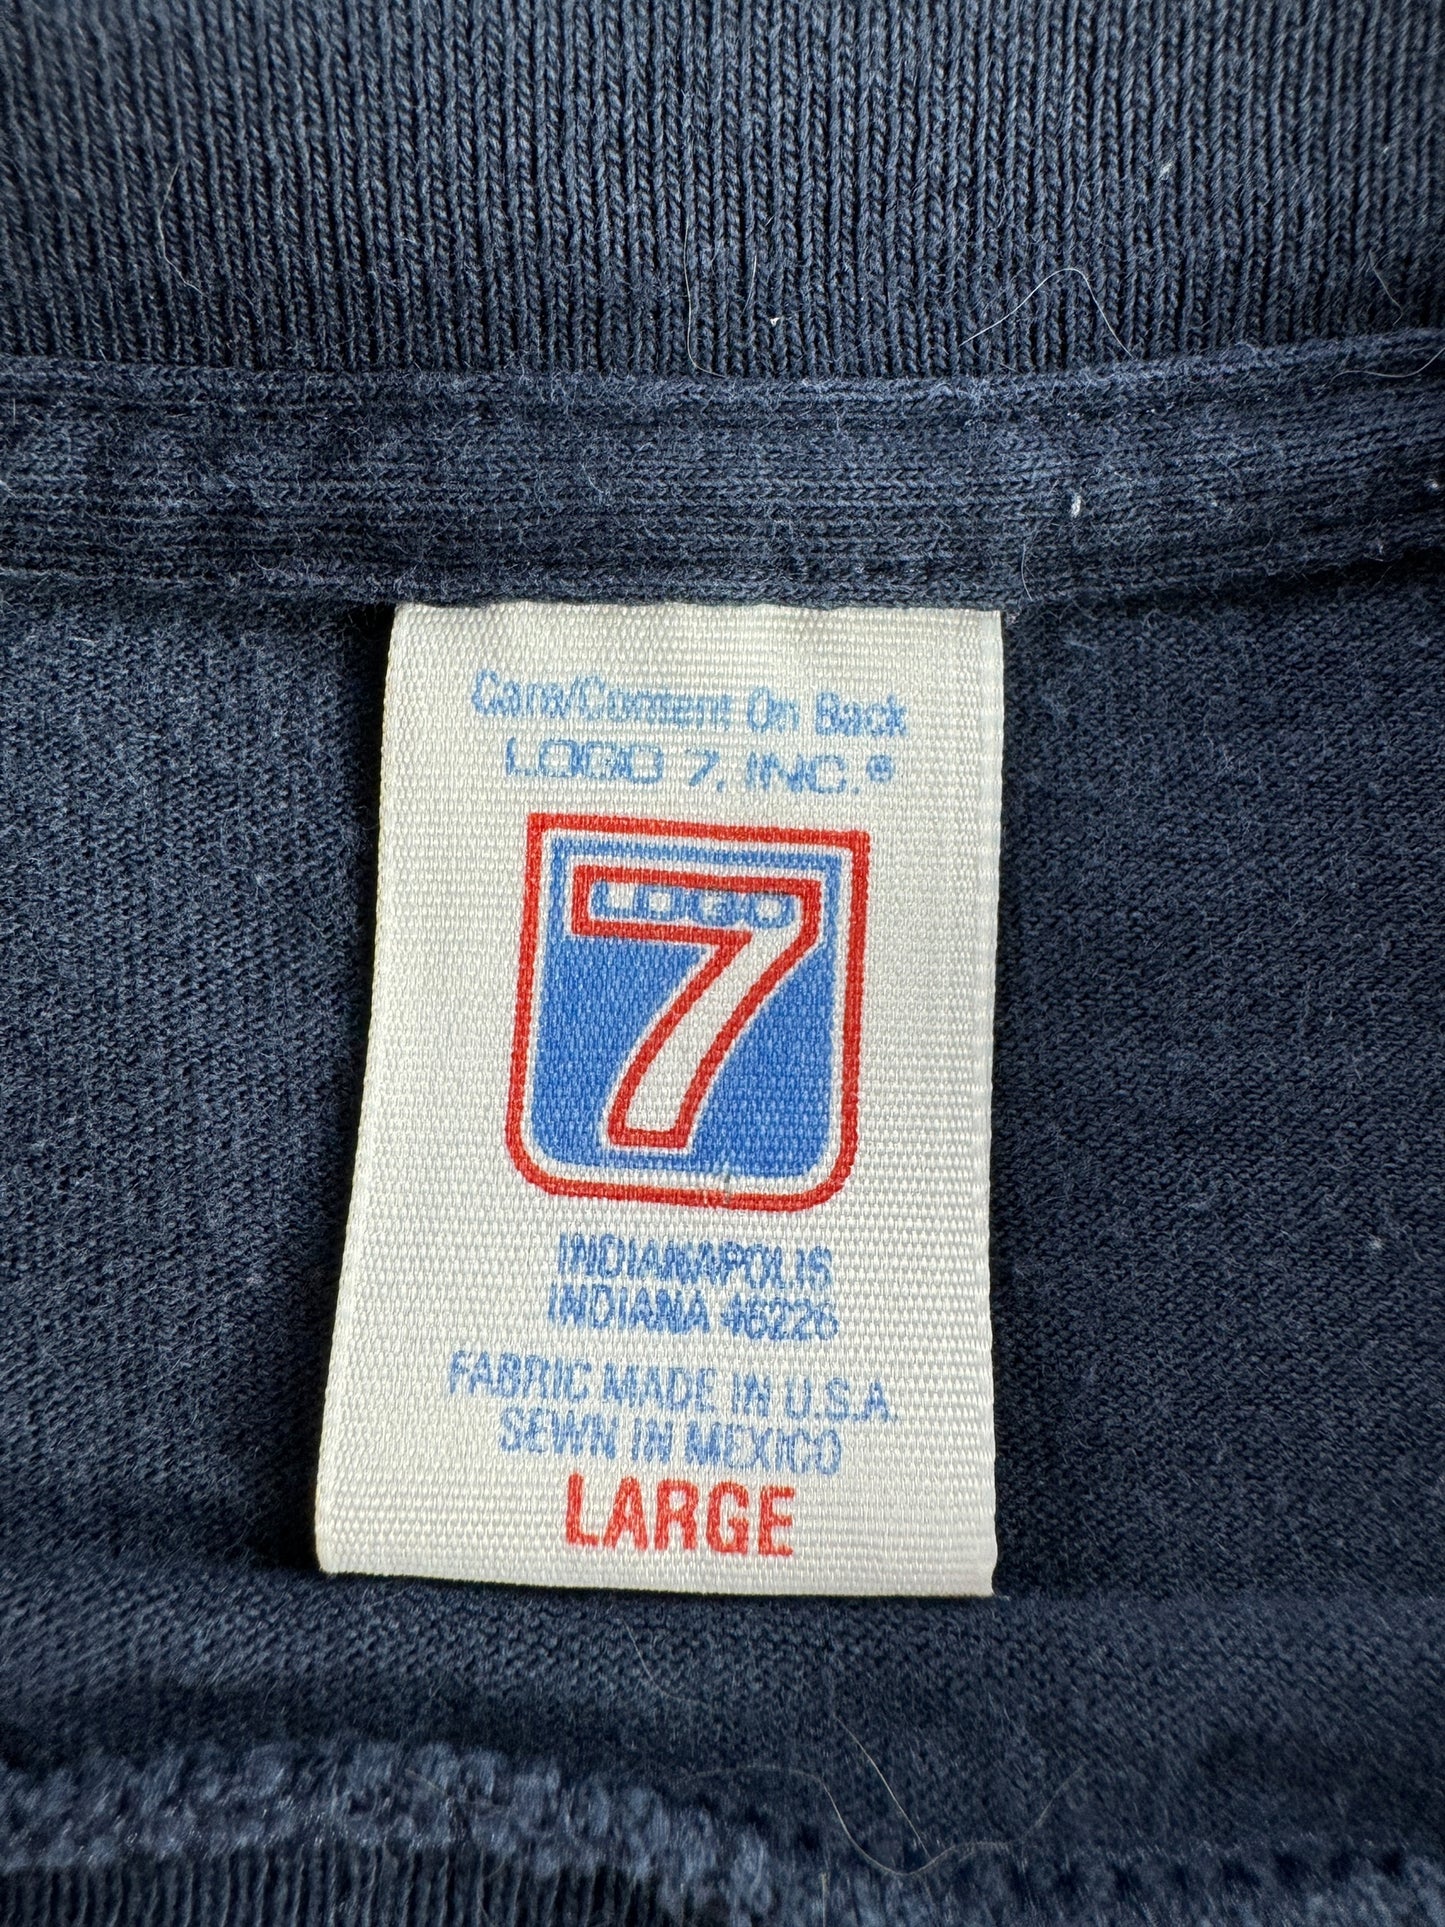 Care/Content On Back
LOGO 7, INC.®
LOGO
7
INDIANAPOLIS
INDIANA 46226
FABRIC MADE IN U.S.A.
SEWN IN MEXICO
LARGE